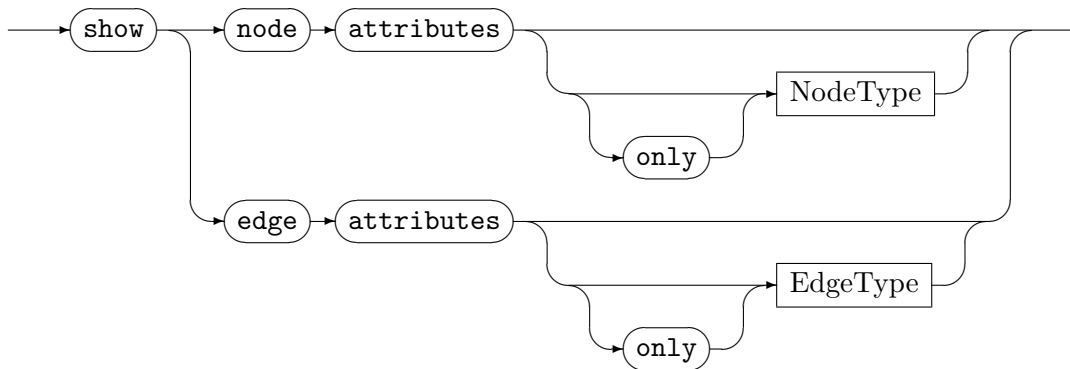 show node attributes
NodeType
only
edge attributes
EdgeType
only